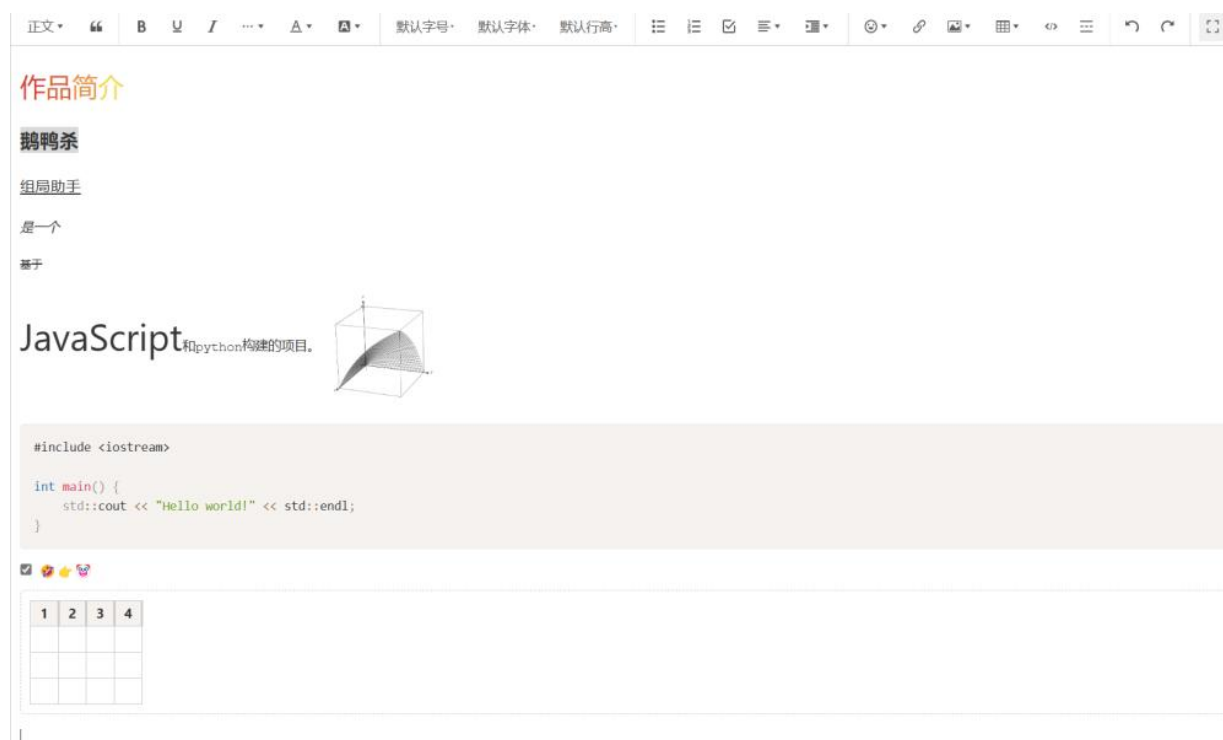 正文 ❝ B U I ... A A 默认字号 默认字体 默认行高
作品简介
鹅鸭杀
组局助手
是一个
基于
JavaScript和python构建的项目。
#include <iostream>
int main() {
std::cout << "Hello world!" << std::endl;
}
🤣👉🤡
1 2 3 4